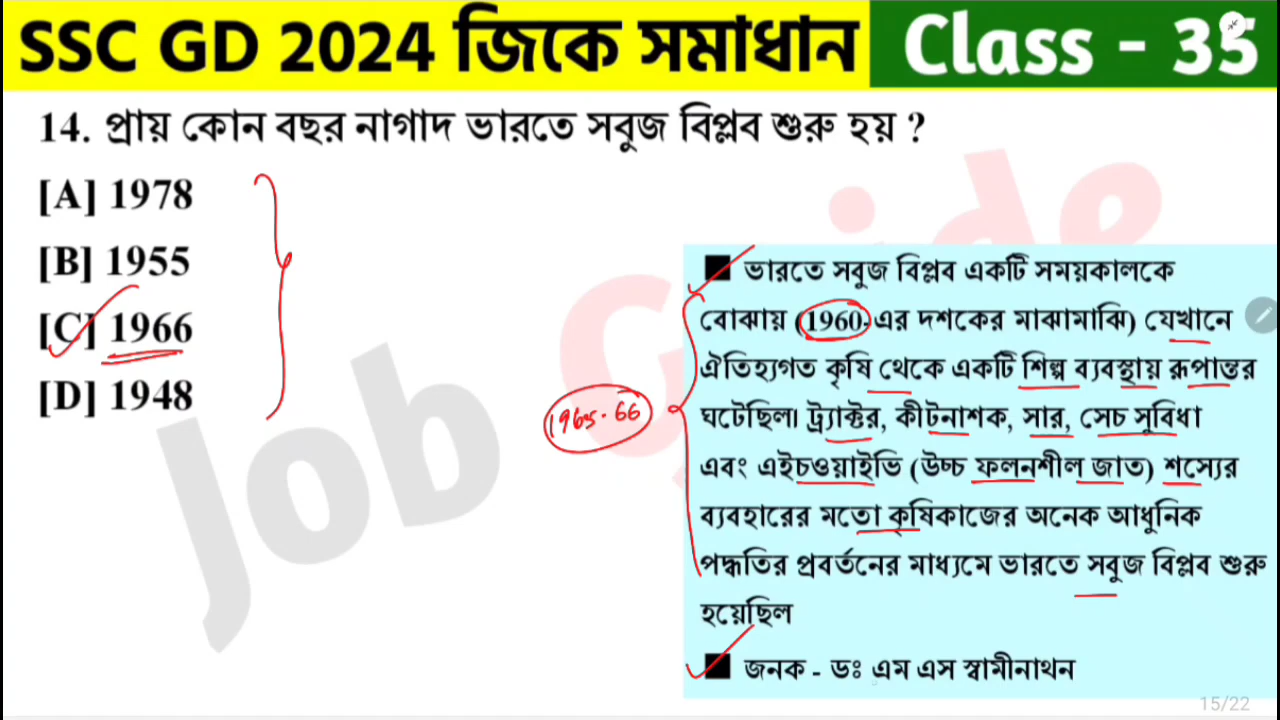 SSC GD 2024 জিকে সমাধান Class - 35
14. প্রায় কোন বছর নাগাদ ভারতে সবুজ বিপ্লব শুরু হয় ?
[A] 1978
[B] 1955
[C] 1966
[D] 1948
■ ভারতে সবুজ বিপ্লব একটি সময়কালকে
বোঝায় (1960-এর দশকের মাঝামাঝি) যেখানে
ঐতিহ্যগত কৃষি থেকে একটি শিল্প ব্যবস্থায় রূপান্তর
ঘটেছিল। ট্র্যাক্টর, কীটনাশক, সার, সেচ সুবিধা
এবং এইচওয়াইভি (উচ্চ ফলনশীল জাত) শস্যের
ব্যবহারের মতো কৃষিকাজের অনেক আধুনিক
পদ্ধতির প্রবর্তনের মাধ্যমে ভারতে সবুজ বিপ্লব শুরু
হয়েছিল
■ জনক - ডঃ এম এস স্বামীনাথন
1965-66
Job Guide
15/22